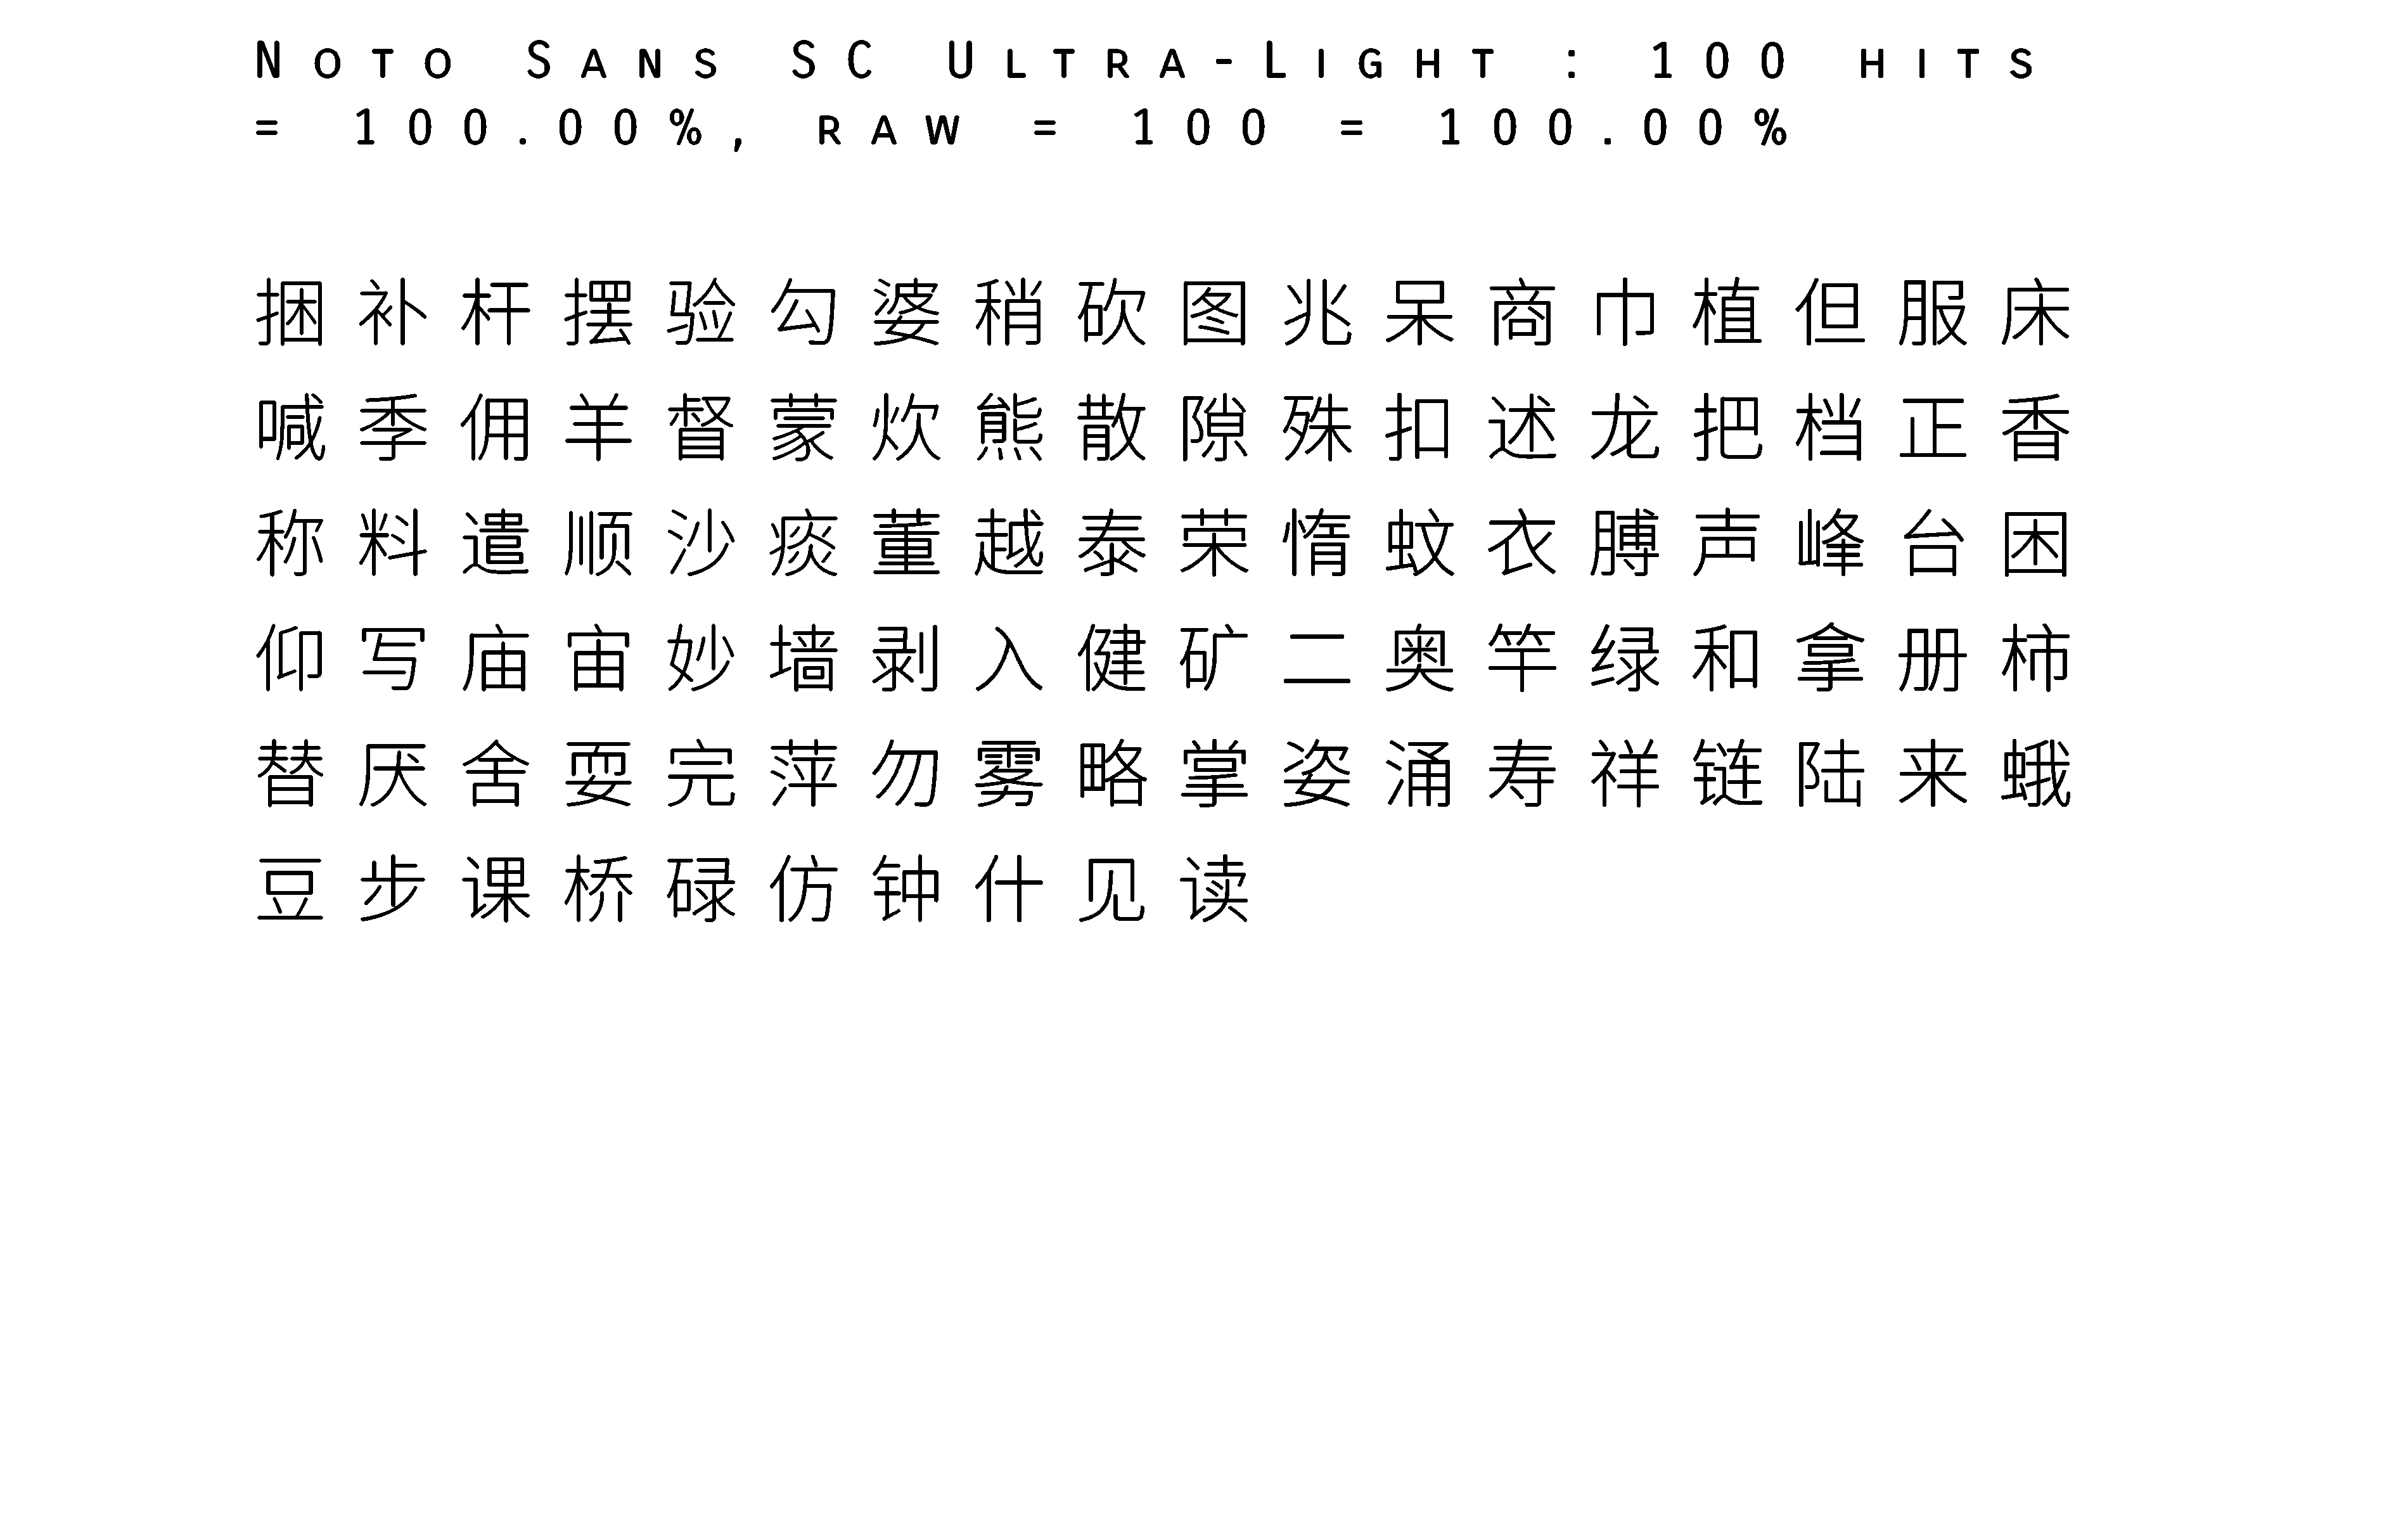 Noto Sans SC Ultra-Light : 100 hits
= 100.00%, raw = 100 = 100.00%
捆补杆摆验勾婆稍砍图兆呆商巾植但服床
喊季佣羊督蒙炊熊散隙殊扣述龙把档正香
称料遣顺沙痰董越泰荣惰蚊衣膊声峰台困
仰写庙宙妙墙剥入健矿二奥竿绿和拿册柿
替厌舍耍完萍勿雾略掌姿涌寿祥链陆来蛾
豆步课桥碌仿钟什见读